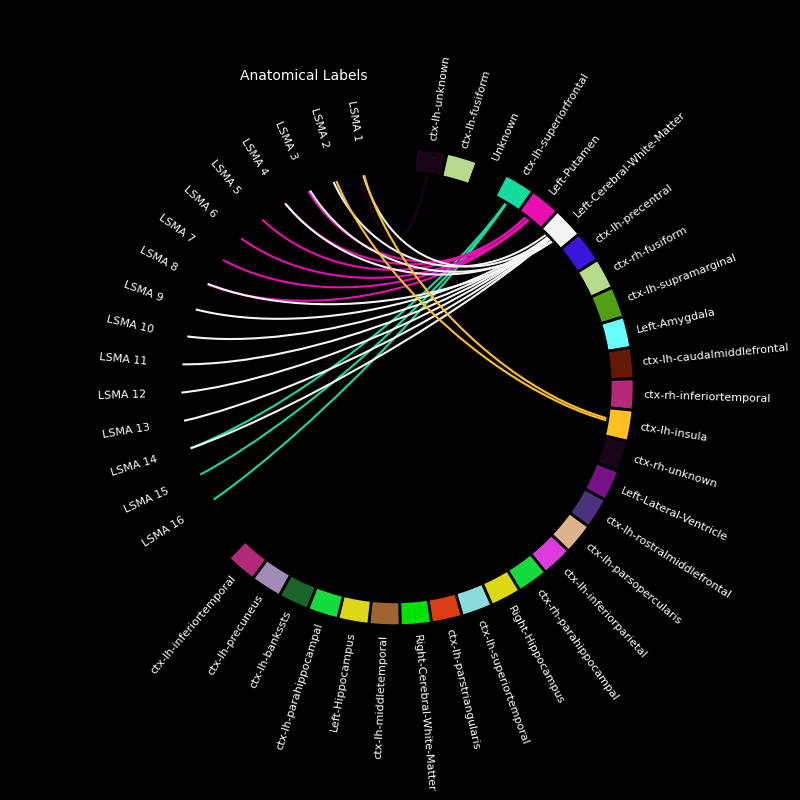 Anatomical Labels
LSMA 1
LSMA 2
LSMA 3
LSMA 4
LSMA 5
LSMA 6
LSMA 7
LSMA 8
LSMA 9
LSMA 10
LSMA 11
LSMA 12
LSMA 13
LSMA 14
LSMA 15
LSMA 16
ctx-lh-unknown
ctx-lh-fusiform
Unknown
ctx-lh-superiorfrontal
Left-Putamen
Left-Cerebral-White-Matter
ctx-lh-precentral
ctx-rh-fusiform
ctx-lh-supramarginal
Left-Amygdala
ctx-lh-caudalmiddlefrontal
ctx-rh-inferiortemporal
ctx-lh-insula
ctx-rh-unknown
Left-Lateral-Ventricle
ctx-lh-rostralmiddlefrontal
ctx-lh-parsopercularis
ctx-lh-inferiorparietal
ctx-rh-parahippocampal
Right-Hippocampus
ctx-lh-superiortemporal
ctx-lh-parstriangularis
Right-Cerebral-White-Matter
ctx-lh-middletemporal
Left-Hippocampus
ctx-lh-parahippocampal
ctx-lh-bankssts
ctx-lh-precuneus
ctx-lh-inferiortemporal